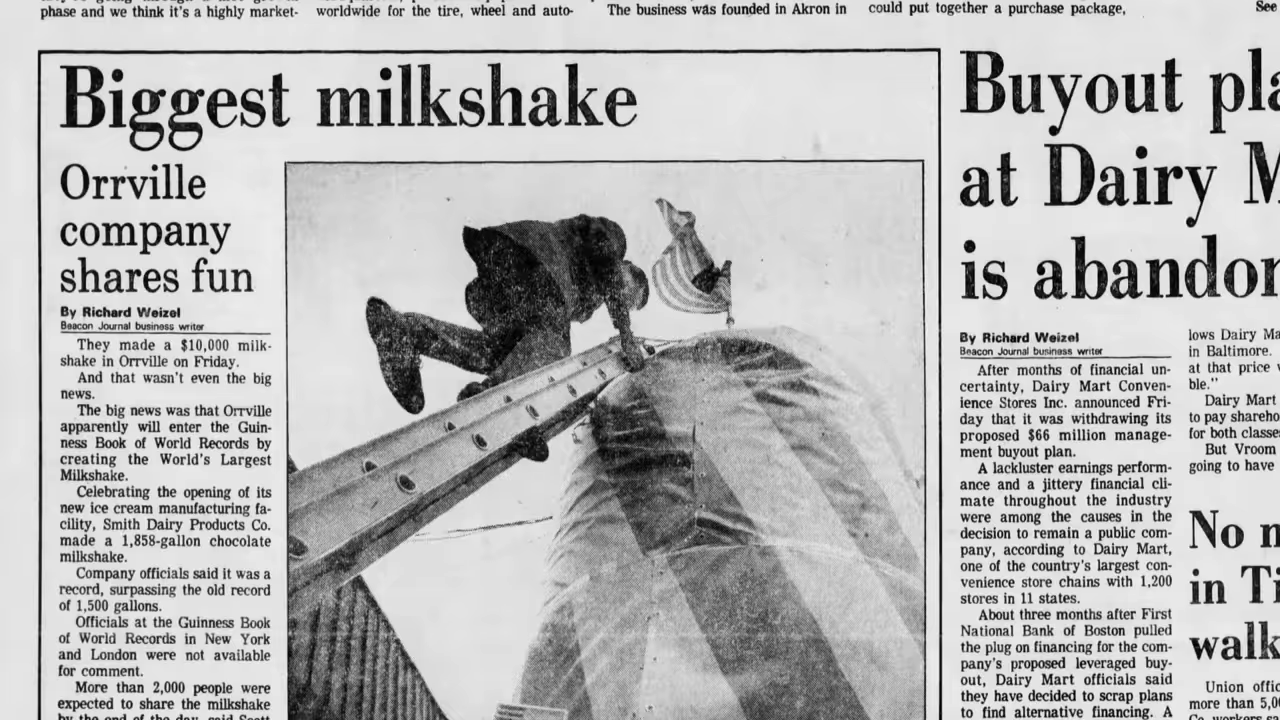 phase and we think it's a highly market-
worldwide for the tire, wheel and auto-
The business was founded in Akron in
could put together a purchase package,
See
Biggest milkshake
Orrville
company
shares fun
By Richard Weizel
Beacon Journal business writer
They made a $10,000 milk-
shake in Orrville on Friday.
And that wasn't even the big
news.
The big news was that Orrville
apparently will enter the Guin-
ness Book of World Records by
creating the World's Largest
Milkshake.
Celebrating the opening of its
new ice cream manufacturing fa-
cility, Smith Dairy Products Co.
made a 1,858-gallon chocolate
milkshake.
Company officials said it was a
record, surpassing the old record
of 1,500 gallons.
Officials at the Guinness Book
of World Records in New York
and London were not available
for comment.
More than 2,000 people were
expected to share the milkshake
by the end of the day, said Scott
Buyout pla
at Dairy M
is abandon
By Richard Weizel
Beacon Journal business writer
After months of financial un-
certainty, Dairy Mart Conven-
ience Stores Inc. announced Fri-
day that it was withdrawing its
proposed $66 million manage-
ment buyout plan.
A lackluster earnings perform-
ance and a jittery financial cli-
mate throughout the industry
were among the causes in the
decision to remain a public com-
pany, according to Dairy Mart,
one of the country's largest con-
venience store chains with 1,200
stores in 11 states.
About three months after First
National Bank of Boston pulled
the plug on financing for the com-
pany's proposed leveraged buy-
out, Dairy Mart officials said
they have decided to scrap plans
to find alternative financing. A
lows Dairy Ma
in Baltimore.
at that price
ble."
Dairy Mart
to pay shareho
for both classe
But Vroom
going to have
No
in Ti
walk
Union offic
more than 5,0
Co. workers